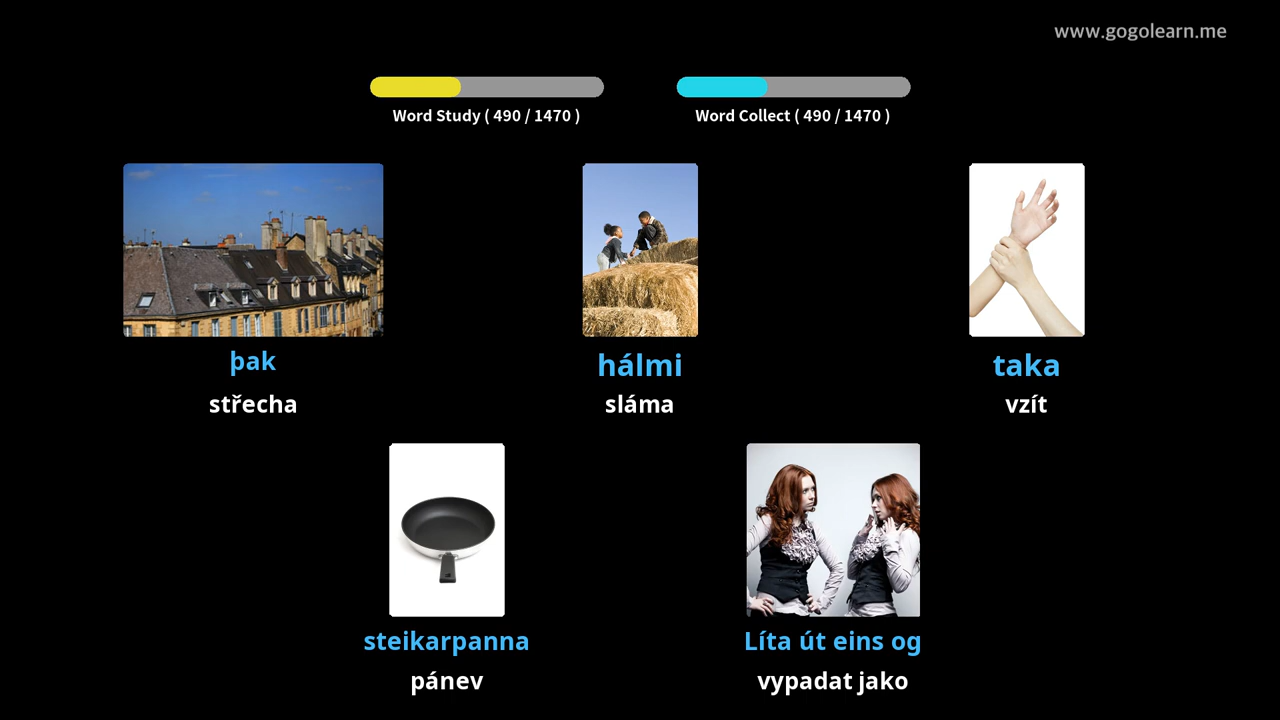 www.gogolearn.me
Word Study ( 490 / 1470 )
Word Collect ( 490 / 1470 )
þak
hálmi
taka
střecha
sláma
vzít
steikarpanna
Líta út eins og
pánev
vypadat jako